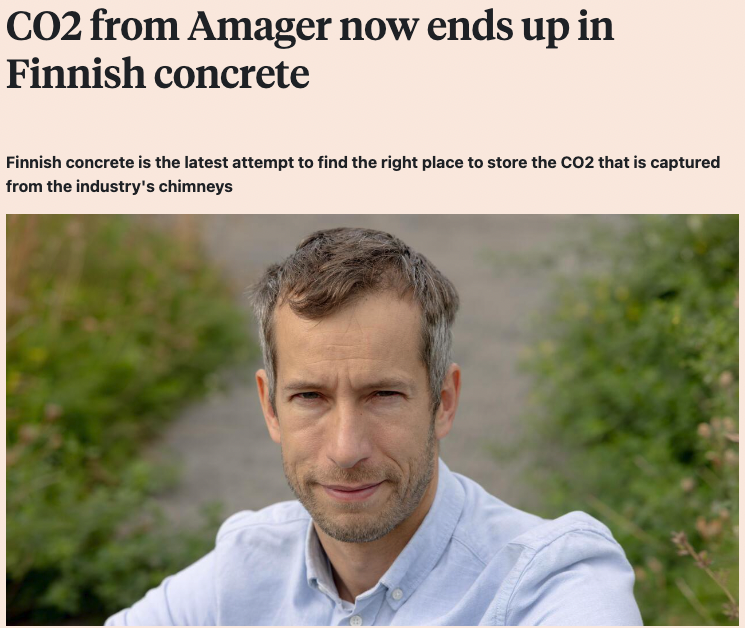 CO2 from Amager now ends up in
Finnish concrete
Finnish concrete is the latest attempt to find the right place to store the CO2 that is captured
from the industry's chimneys